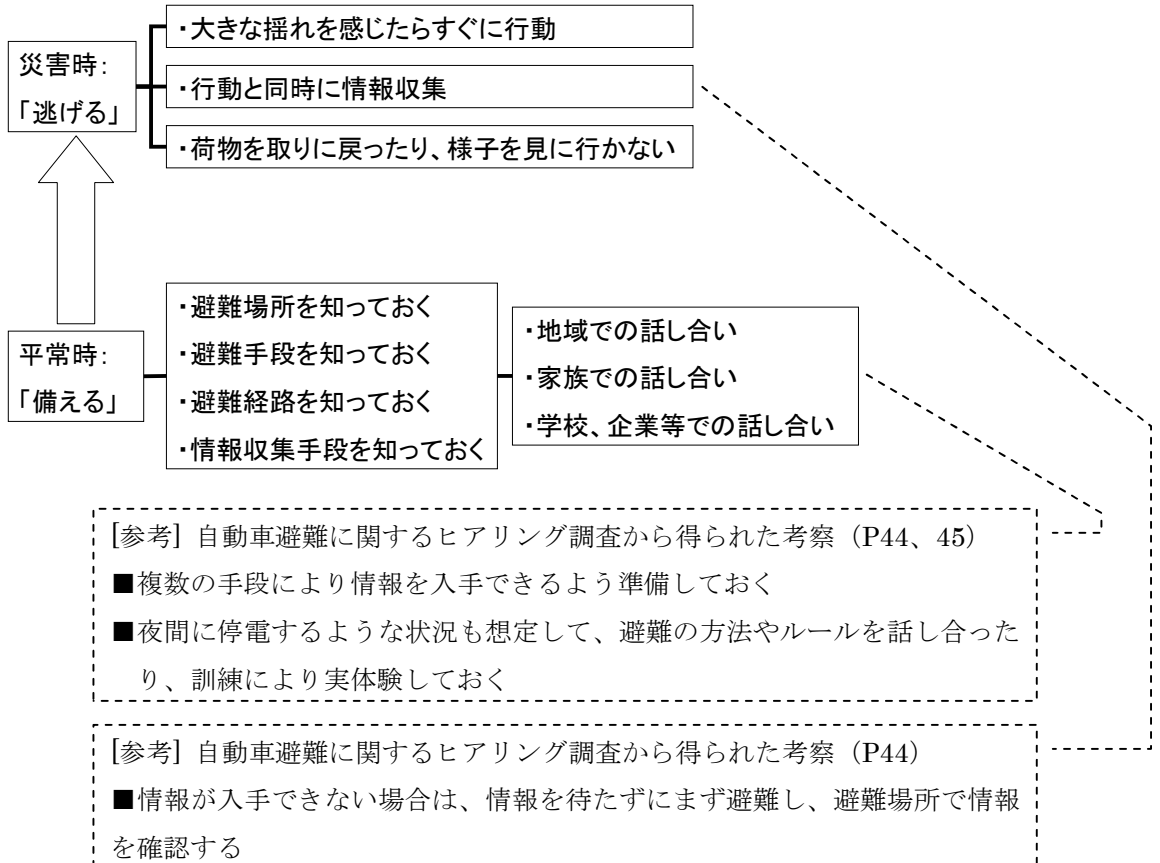 災害時:
「逃げる」
・大きな揺れを感じたらすぐに行動
・行動と同時に情報収集
・荷物を取りに戻ったり、様子を見に行かない
平常時:
「備える」
・避難場所を知っておく
・避難手段を知っておく
・避難経路を知っておく
・情報収集手段を知っておく
・地域での話し合い
・家族での話し合い
・学校、企業等での話し合い
[参考] 自動車避難に関するヒアリング調査から得られた考察（P44、45）
■複数の手段により情報を入手できるよう準備しておく
■夜間に停電するような状況も想定して、避難の方法やルールを話し合った
り、訓練により実体験しておく
[参考] 自動車避難に関するヒアリング調査から得られた考察（P44）
■情報が入手できない場合は、情報を待たずにまず避難し、避難場所で情報
を確認する